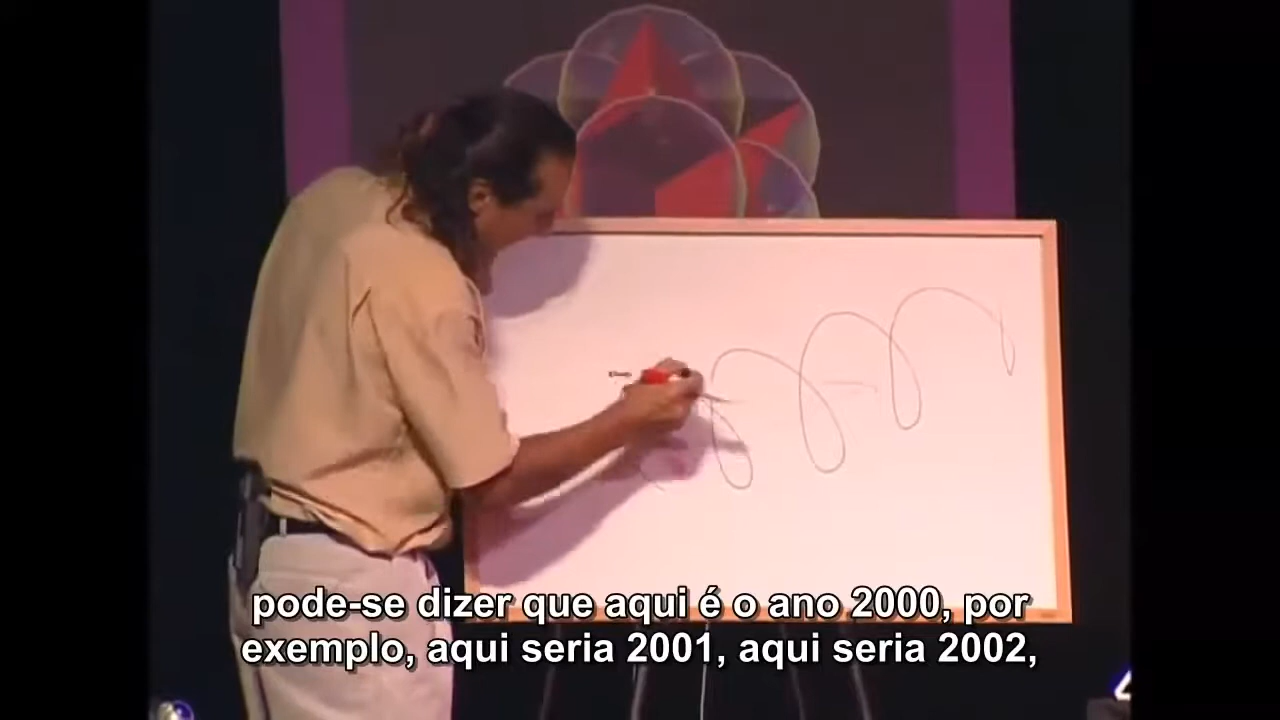 pode-se dizer que aqui é o ano 2000, por
exemplo, aqui seria 2001, aqui seria 2002,